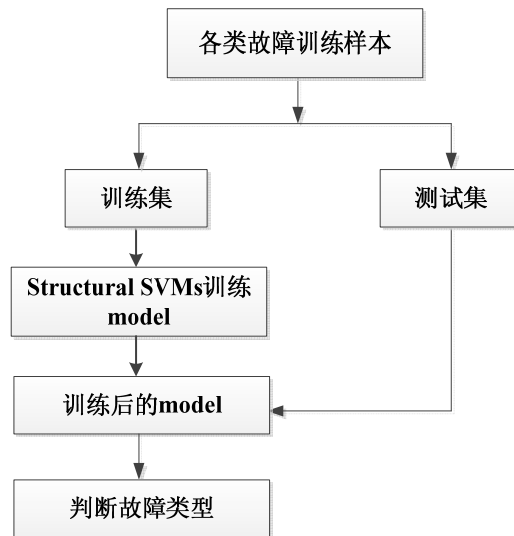 各类故障训练样本
训练集
测试集
Structural SVMs训练
model
训练后的model
判断故障类型